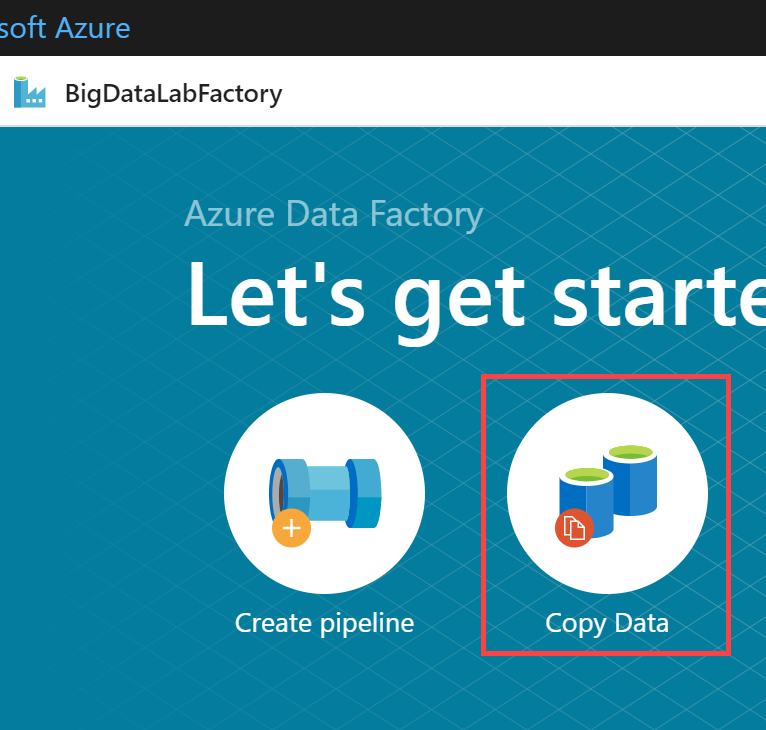 soft Azure
BigDataLabFactory
Azure Data Factory
Let's get starte
Create pipeline
Copy Data